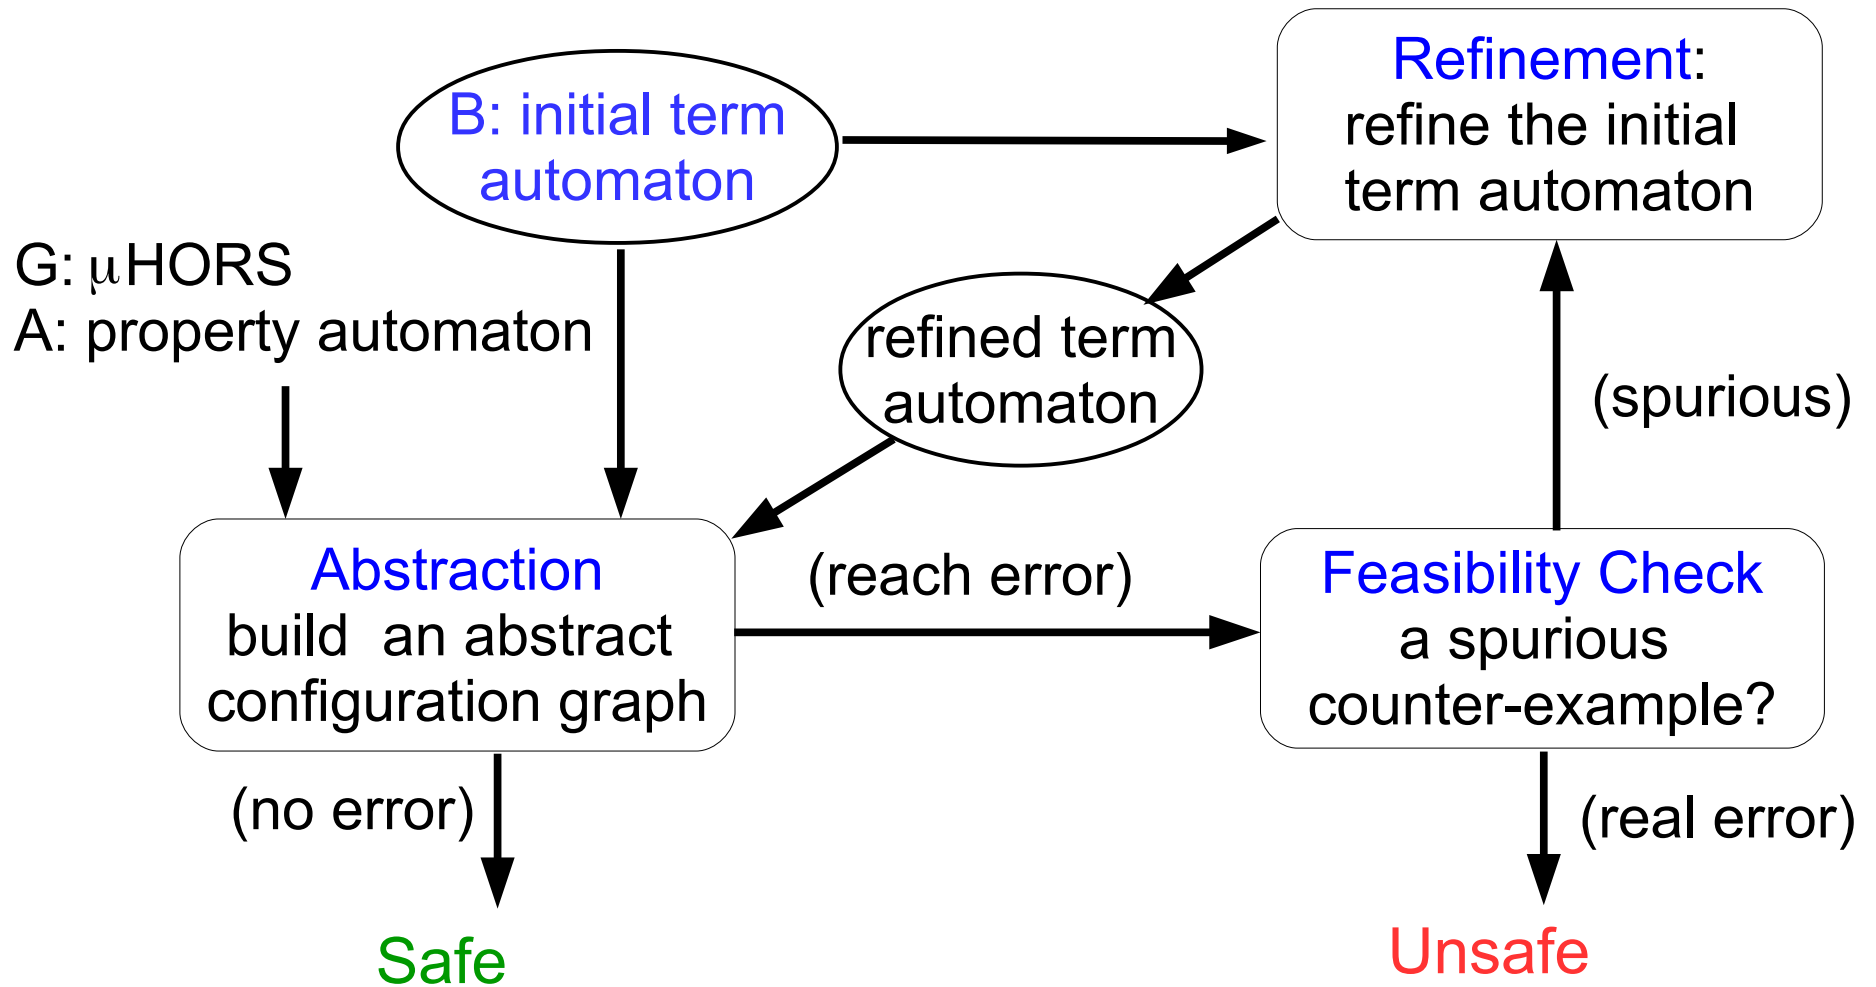 B: initial term
automaton
Refinement:
refine the initial
term automaton
G: μHORS
A: property automaton
refined term
automaton
(spurious)
Abstraction
build an abstract
configuration graph
(reach error)
Feasibility Check
a spurious
counter-example?
(no error)
(real error)
Safe
Unsafe